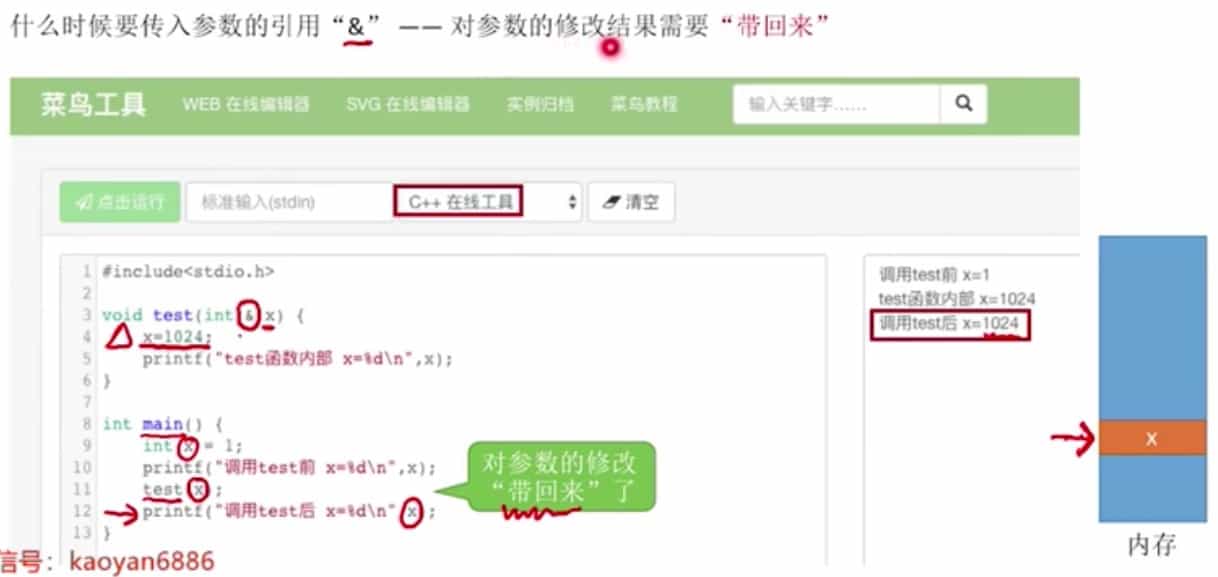 什么时候要传入参数的引用“&” —— 对参数的修改结果需要“带回来”
菜鸟工具 WEB 在线编辑器 SVG 在线编辑器 实例归档 菜鸟教程 输入关键字......
点击运行 标准输入(stdin) C++ 在线工具 清空
1 #include<stdio.h>
2
3 void test(int & x) {
4 x=1024;
5 printf("test函数内部 x=%d\n",x);
6 }
7
8 int main() {
9 int x = 1;
10 printf("调用test前 x=%d\n",x);
11 test(x);
12 printf("调用test后 x=%d\n",x);
13 }
对参数的修改
“带回来”了
调用test前 x=1
test函数内部 x=1024
调用test后 x=1024
X
内存
信号：kaoyan6886